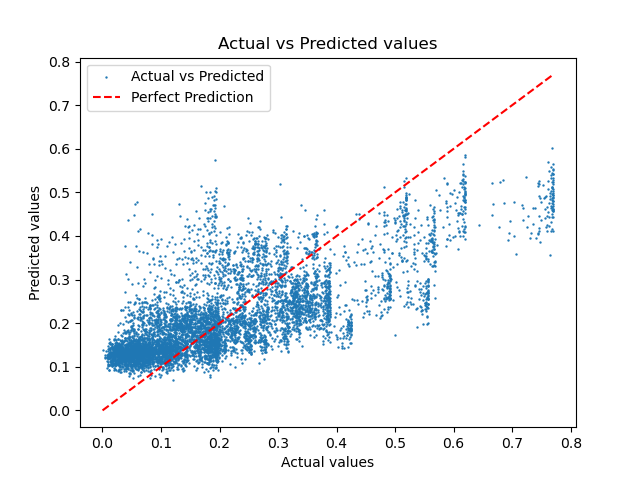 Actual vs Predicted values
Actual vs Predicted
Perfect Prediction
0.8
0.7
0.6
0.5
0.4
0.3
0.2
0.1
0.0
Predicted values
0.0 0.1 0.2 0.3 0.4 0.5 0.6 0.7 0.8
Actual values